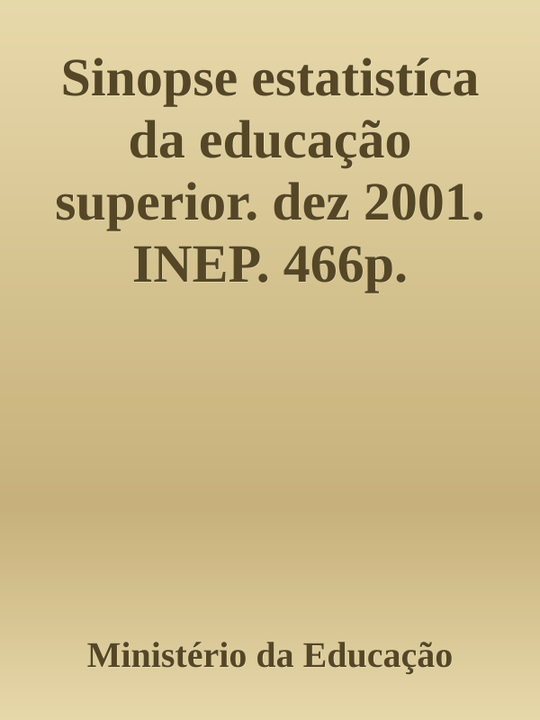 Sinopse estatistíca
da educação
superior. dez 2001.
INEP. 466p.
Ministério da Educação